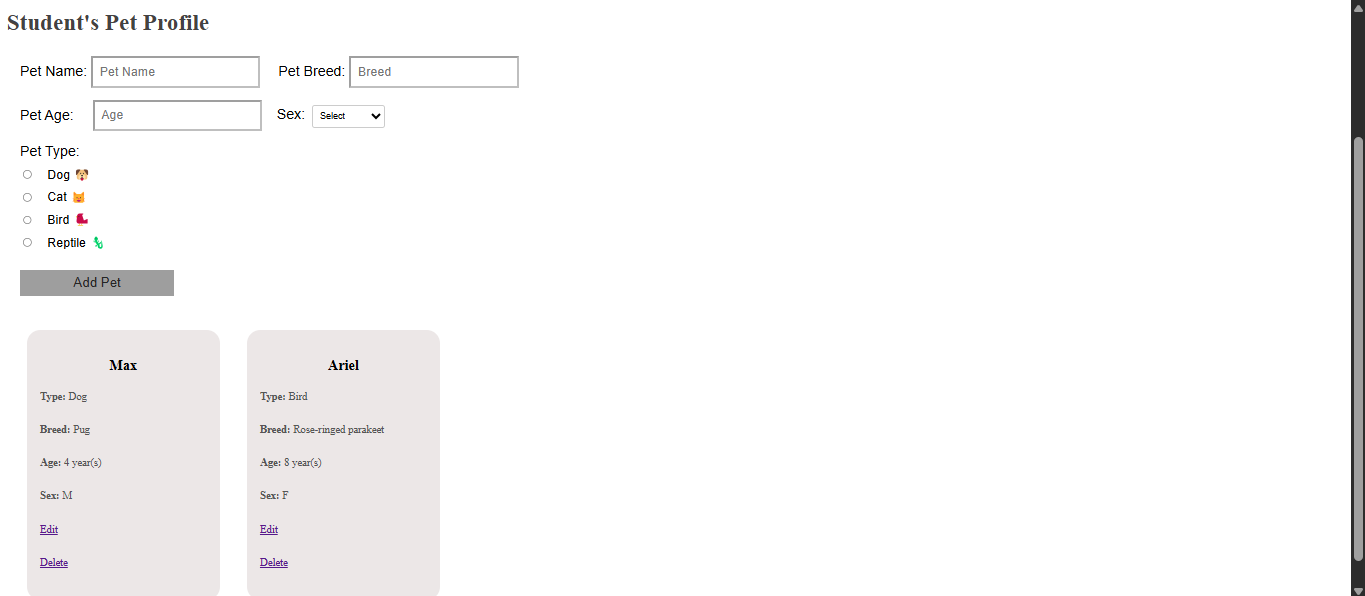 Student's Pet Profile
Pet Name: Pet Name Pet Breed: Breed
Pet Age: Age Sex: Select
Pet Type:
Dog
Cat
Bird
Reptile
Add Pet
Max
Type: Dog
Breed: Pug
Age: 4 year(s)
Sex: M
Edit
Delete
Ariel
Type: Bird
Breed: Rose-ringed parakeet
Age: 8 year(s)
Sex: F
Edit
Delete